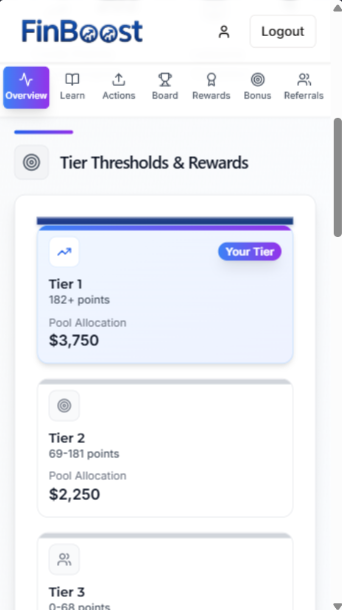 FinBoost
Logout
Overview
Learn
Actions
Board
Rewards
Bonus
Referrals
Tier Thresholds & Rewards
Your Tier
Tier 1
182+ points
Pool Allocation
$3,750
Tier 2
69-181 points
Pool Allocation
$2,250
Tier 3
0-68 points